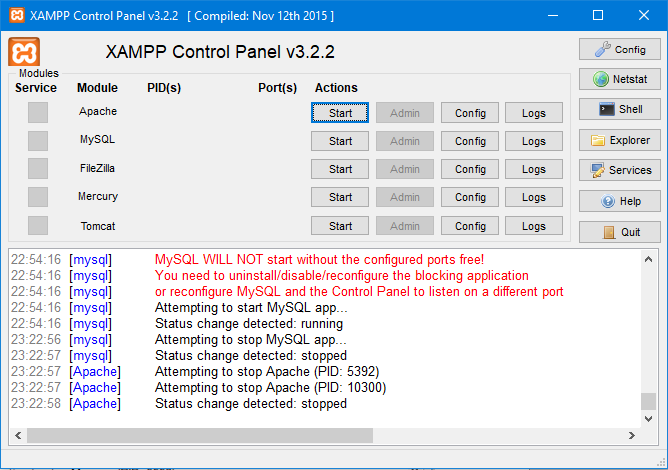 XAMPP Control Panel v3.2.2 [ Compiled: Nov 12th 2015 ]
XAMPP Control Panel v3.2.2
Config
Modules
Service Module PID(s) Port(s) Actions
Netstat
Apache Start Admin Config Logs
Shell
MySQL Start Admin Config Logs
Explorer
FileZilla Start Admin Config Logs
Services
Mercury Start Admin Config Logs
Help
Tomcat Start Admin Config Logs
Quit
22:54:16 [mysql] MySQL WILL NOT start without the configured ports free!
22:54:16 [mysql] You need to uninstall/disable/reconfigure the blocking application
22:54:16 [mysql] or reconfigure MySQL and the Control Panel to listen on a different port
22:54:16 [mysql] Attempting to start MySQL app...
22:54:16 [mysql] Status change detected: running
23:22:56 [mysql] Attempting to stop MySQL app...
23:22:57 [mysql] Status change detected: stopped
23:22:57 [Apache] Attempting to stop Apache (PID: 5392)
23:22:57 [Apache] Attempting to stop Apache (PID: 10300)
23:22:58 [Apache] Status change detected: stopped